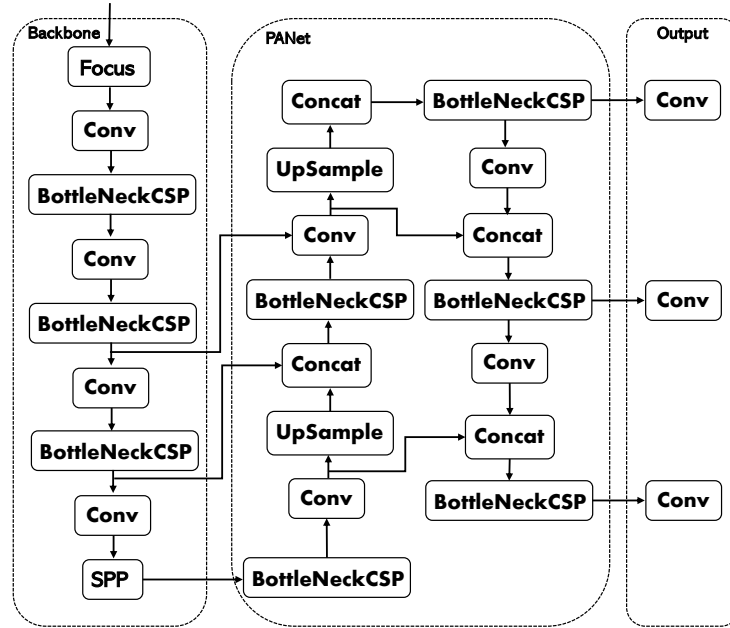 Backbone
Focus
Conv
BottleNeckCSP
Conv
BottleNeckCSP
Conv
BottleNeckCSP
Conv
SPP
PANet
Concat
UpSample
Conv
BottleNeckCSP
Concat
UpSample
Conv
BottleNeckCSP
BottleNeckCSP
Conv
Concat
BottleNeckCSP
Conv
Concat
BottleNeckCSP
Output
Conv
Conv
Conv